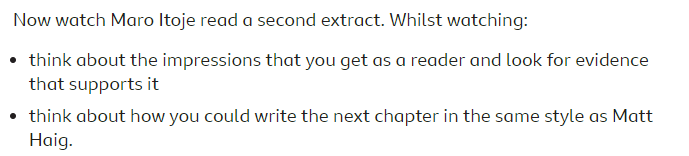 Now watch Maro Itoje read a second extract. Whilst watching:
• think about the impressions that you get as a reader and look for evidence
that supports it
• think about how you could write the next chapter in the same style as Matt
Haig.